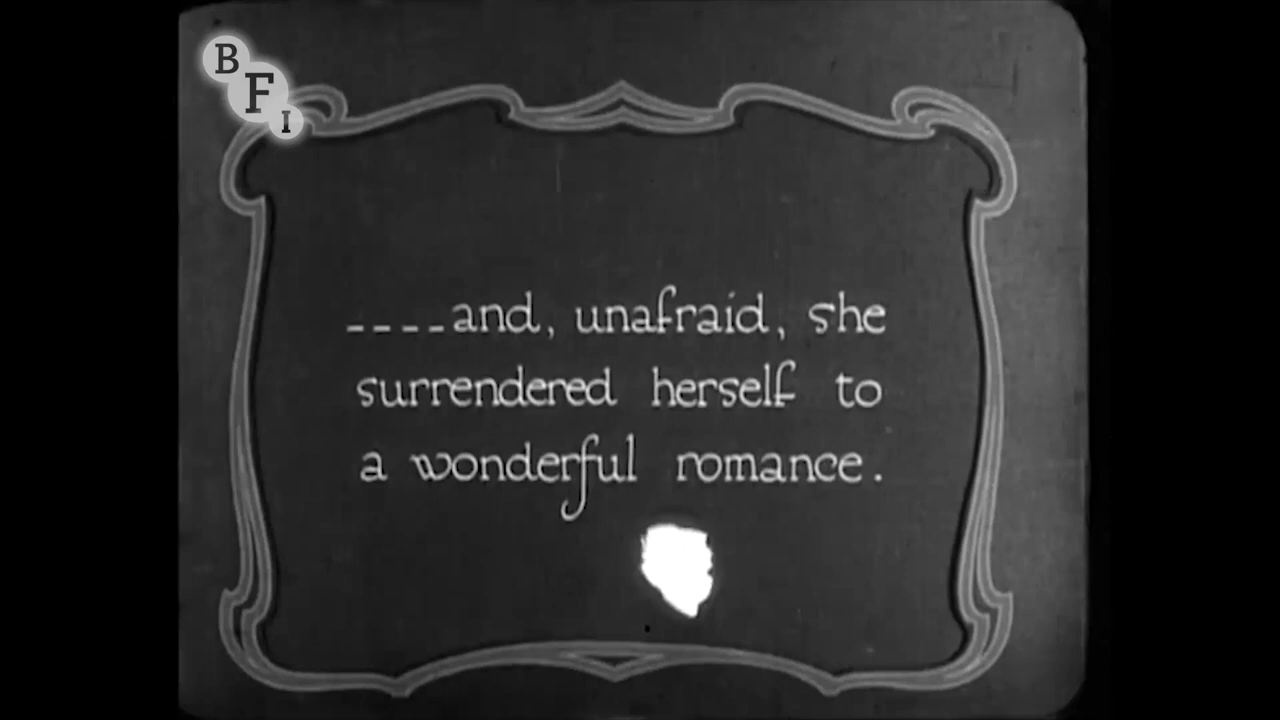 BFI
----and, unafraid, she
surrendered herself to
a wonderful romance.